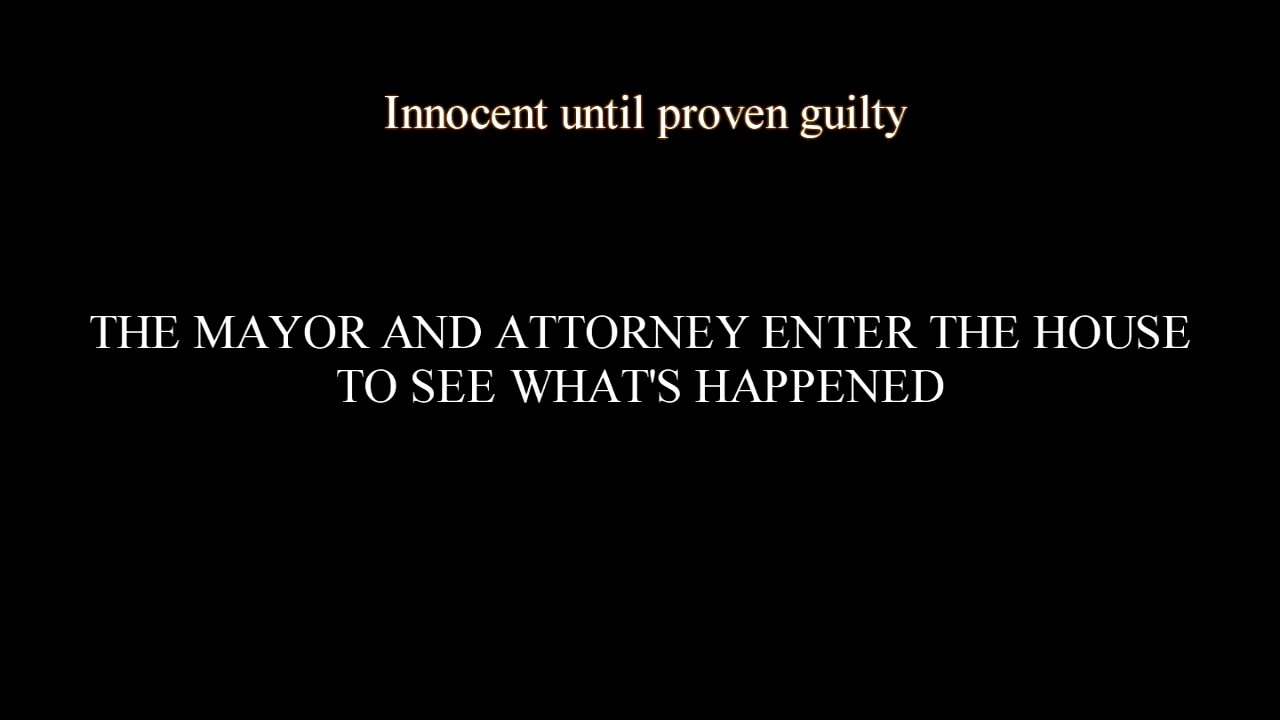 Innocent until proven guilty
THE MAYOR AND ATTORNEY ENTER THE HOUSE
TO SEE WHAT'S HAPPENED